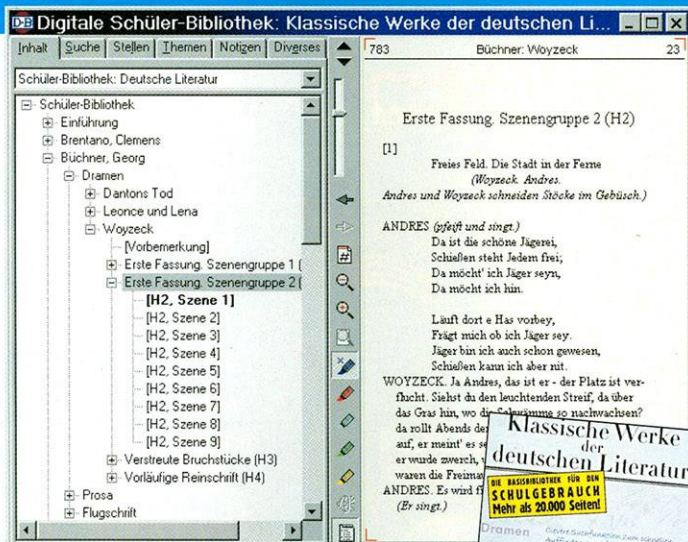 Digitale Schüler-Bibliothek: Klassische Werke der deutschen Li...
Inhalt Suche Stellen Themen Notizen Diverses
Schüler-Bibliothek: Deutsche Literatur
Schüler-Bibliothek
Einführung
Brentano, Clemens
Büchner, Georg
Dramen
Dantons Tod
Leonce und Lena
Woyzeck
[Vorbemerkung]
Erste Fassung. Szenengruppe 1 (
Erste Fassung. Szenengruppe 2 (
[H2, Szene 1]
[H2, Szene 2]
[H2, Szene 3]
[H2, Szene 4]
[H2, Szene 5]
[H2, Szene 6]
[H2, Szene 7]
[H2, Szene 8]
[H2, Szene 9]
Verstreute Bruchstücke (H3)
Vorläufige Reinschrift (H4)
Prosa
Flugschrift
783 Büchner: Woyzeck 23
Erste Fassung. Szenengruppe 2 (H2)
[1]
Freies Feld. Die Stadt in der Ferne
(Woyzeck. Andres.
Andres und Woyzeck schneiden Stöcke im Gebüsch.)
ANDRES (pfeift und singt.)
Da ist die schöne Jägerei,
Schießen steht Jedem frei;
Da möcht' ich Jäger seyn,
Da möcht ich hin.
Läuft dort e Has vorbey,
Frägt mich ob ich Jäger sey.
Jäger bin ich auch schon gewesen,
Schießen kann ich aber nit.
WOYZECK. Ja Andres, das ist er - der Platz ist ver-
flucht. Siehst du den leuchtenden Streif, da über
das Gras hin, wo die Schwämme so nachwachsen?
da rollt Abends der
auf, er meint' es
er wurde zwerch,
waren die
ANDRES. Es wird
(Er singt.)
Klassische Werke
der
deutschen Literatur
DIE BASISBIBLIOTHEK FÜR DEN
SCHULGEBRAUCH
Mehr als 20.000 Seiten!
Dramen